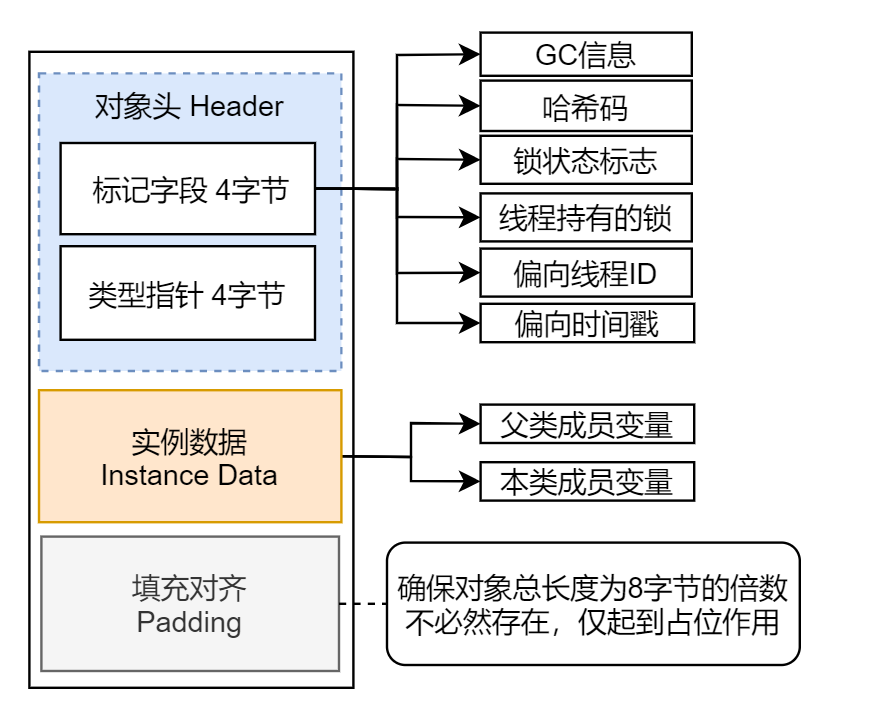 对象头 Header
标记字段 4字节
类型指针 4字节
GC信息
哈希码
锁状态标志
线程持有的锁
偏向线程ID
偏向时间戳
实例数据
Instance Data
父类成员变量
本类成员变量
填充对齐
Padding
确保对象总长度为8字节的倍数
不必然存在，仅起到占位作用